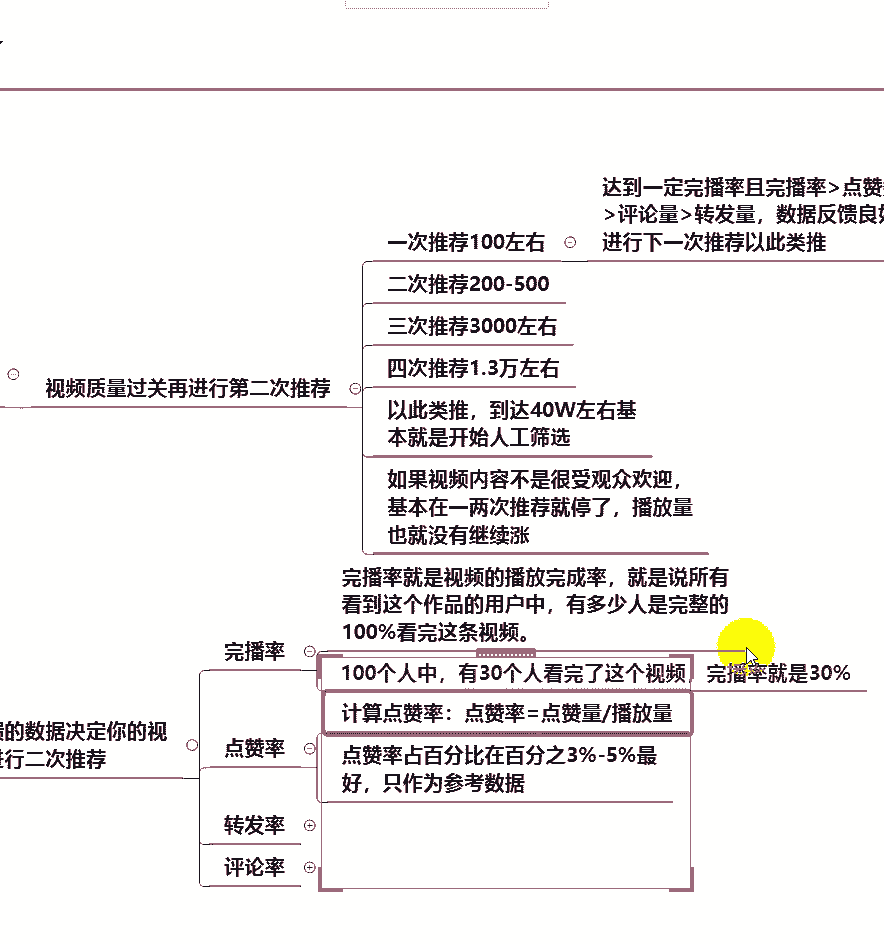 达到一定完播率且完播率>点赞
>评论量>转发量，数据反馈良好
进行下一次推荐以此类推
一次推荐100左右
二次推荐200-500
三次推荐3000左右
四次推荐1.3万左右
视频质量过关再进行第二次推荐
以此类推，到达40W左右基
本就是开始人工筛选
如果视频内容不是很受观众欢迎，
基本在一两次推荐就停了，播放量
也就没有继续涨
完播率就是视频的播放完成率，就是说所有
看到这个作品的用户中，有多少人是完整的
100%看完这条视频。
完播率
100个人中，有30个人看完了这个视频，完播率就是30%
计算点赞率：点赞率=点赞量/播放量
的数据决定你的视
行二次推荐
点赞率
点赞率占百分比在百分之3%-5%最
好，只作为参考数据
转发率
评论率